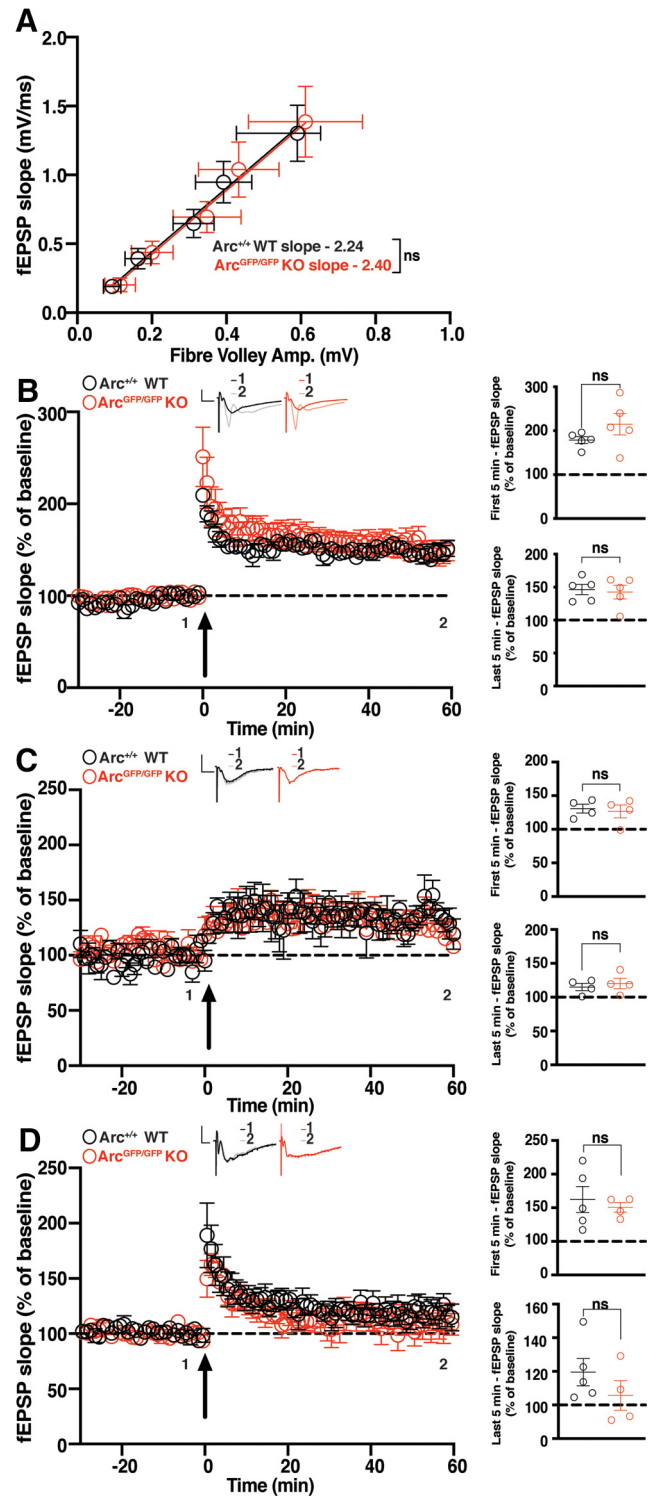 A
fEPSP slope (mV/ms)
2.0
1.5
1.0
0.5
0.0
Arc+/+ WT slope - 2.24
ArcGFP/GFP KO slope - 2.40
ns
0.0 0.2 0.4 0.6 0.8 1.0
Fibre Volley Amp. (mV)
B
Arc+/+ WT
ArcGFP/GFP KO
1
2
1
2
fEPSP slope (% of baseline)
300
200
100
0
1
2
-20 0 20 40 60
Time (min)
First 5 min - fEPSP slope
(% of baseline)
300
200
100
0
ns
Last 5 min - fEPSP slope
(% of baseline)
200
150
100
50
0
ns
C
Arc+/+ WT
ArcGFP/GFP KO
1
2
1
2
fEPSP slope (% of baseline)
250
200
150
100
50
0
1
2
-20 0 20 40 60
Time (min)
First 5 min - fEPSP slope
(% of baseline)
200
150
100
50
0
ns
Last 5 min - fEPSP slope
(% of baseline)
200
150
100
50
0
ns
D
Arc+/+ WT
ArcGFP/GFP KO
1
2
1
2
fEPSP slope (% of baseline)
250
200
150
100
50
0
1
2
-20 0 20 40 60
Time (min)
First 5 min - fEPSP slope
(% of baseline)
250
200
150
100
50
ns
Last 5 min - fEPSP slope
(% of baseline)
160
140
120
100
80
ns